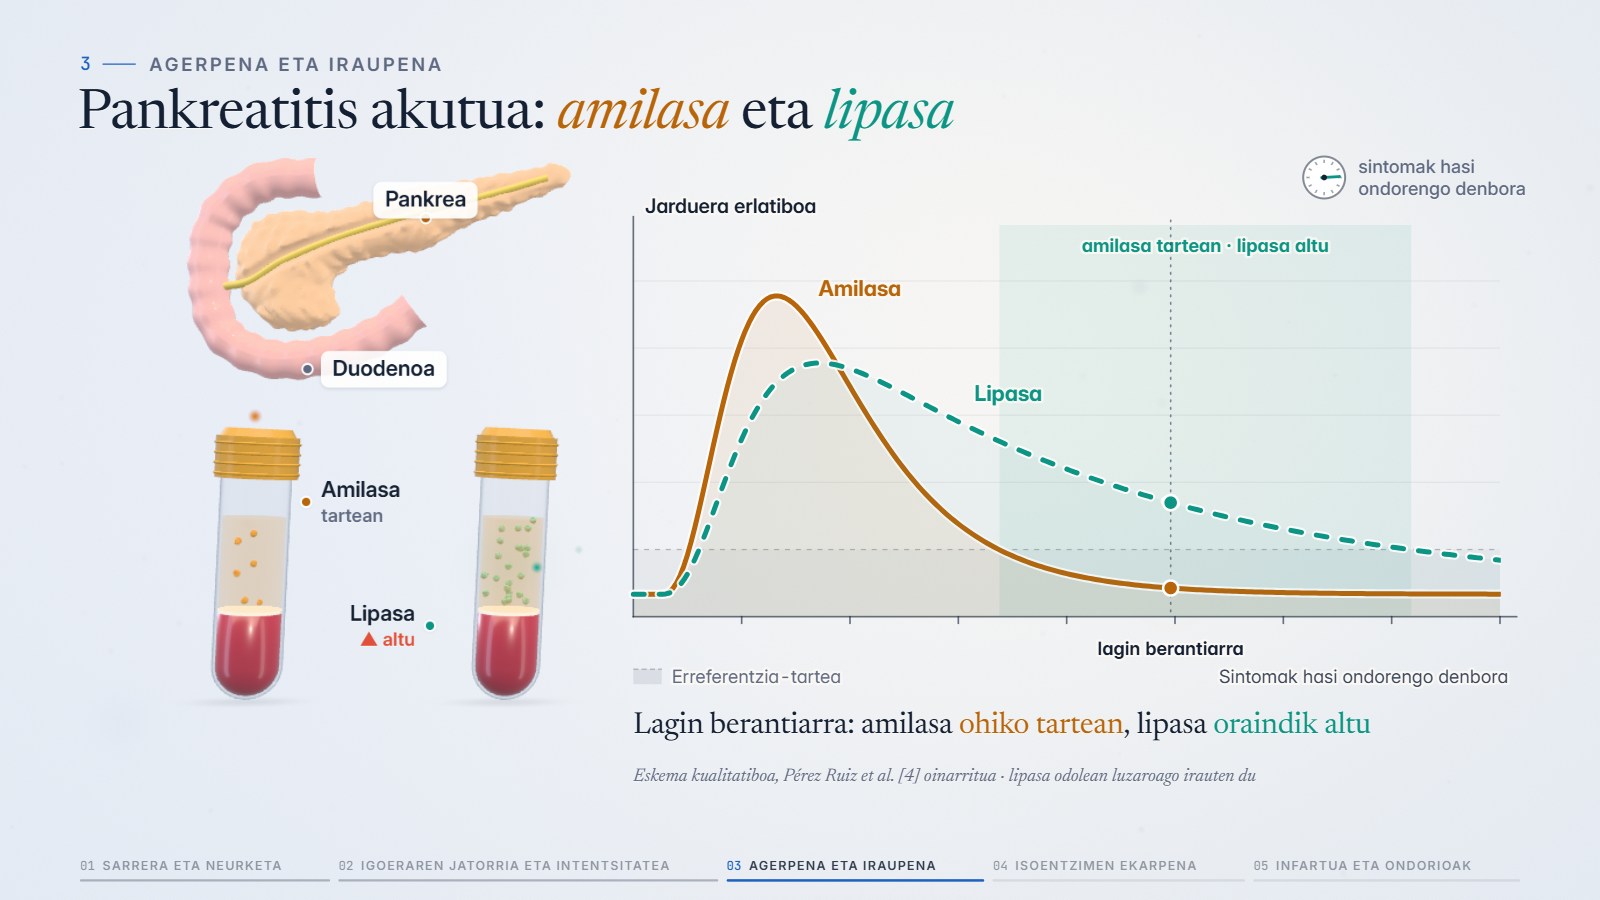 3 — AGERPENA ETA IRAUPENA
Pankreatitis akutua: amilasa eta lipasa
sintomak hasi
ondorengo denbora
Pankrea
Duodenoa
Amilasa
tartean
Lipasa
▲ altu
Jarduera erlatiboa
amilasa tartean · lipasa altu
Amilasa
Lipasa
lagin berantiarra
Erreferentzia-tartea
Sintomak hasi ondorengo denbora
Lagin berantiarra: amilasa ohiko tartean, lipasa oraindik altu
Eskema kualitatiboa, Pérez Ruiz et al. [4] oinarritua · lipasa odolean luzaroago irauten du
01 SARRERA ETA NEURKETA
02 IGOERAREN JATORRIA ETA INTENTSITATEA
03 AGERPENA ETA IRAUPENA
04 ISOENTZIMEN EKARPENA
05 INFARTUA ETA ONDORIOAK